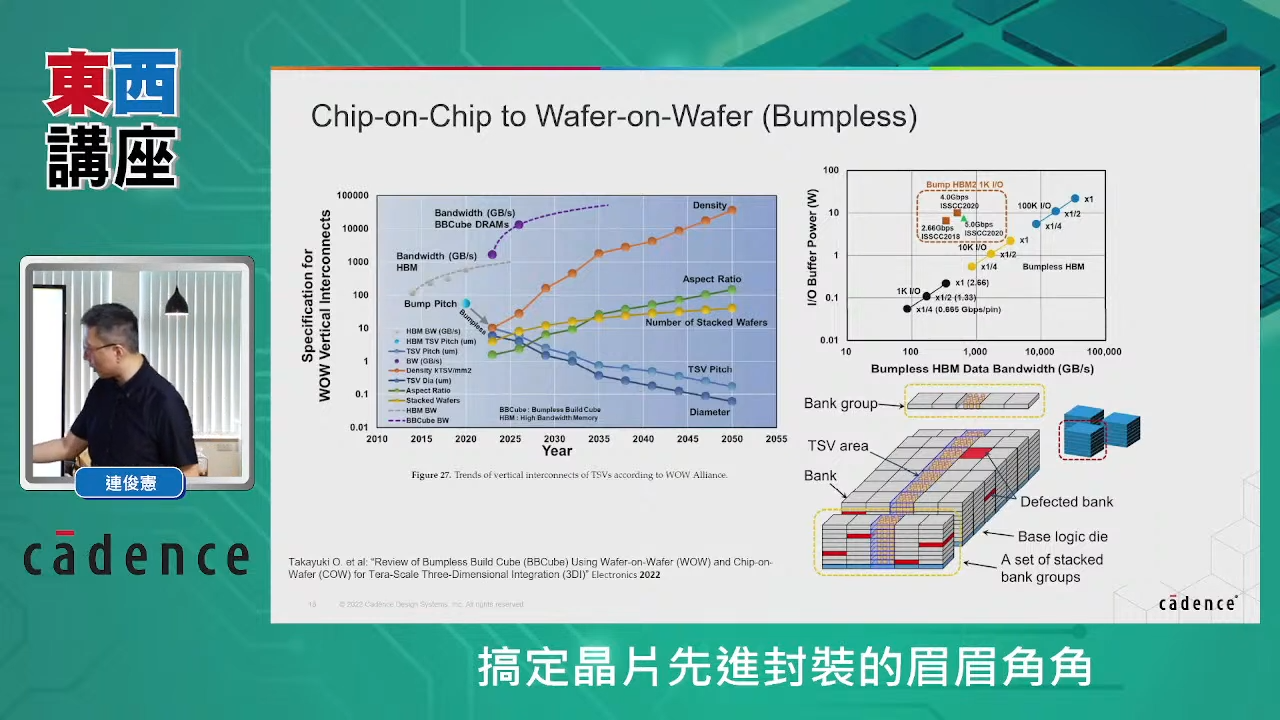 東西
講座
連俊憲
cādence
Chip-on-Chip to Wafer-on-Wafer (Bumpless)
Specification for
WOW Vertical Interconnects
100000
10000
1000
100
10
1
0.1
0.01
2010
2015
2020
2025
2030
2035
2040
2045
2050
2055
Year
Bandwidth (GB/s)
BBCube DRAMs
Density
Bandwidth (GB/s)
HBM
Bump Pitch
Bumpless
Aspect Ratio
Number of Stacked Wafers
TSV Pitch
Diameter
HBM BW (GB/s)
HBM TSV Pitch (um)
TSV Pitch (um)
BW (GB/s)
Density kTSV/mm2
TSV Dia (um)
Aspect Ratio
Stacked Wafers
HBM BW
BBCube BW
BBCube : Bumpless Build Cube
HBM : High Bandwidth Memory
Figure 27. Trends of vertical interconnects of TSVs according to WOW Alliance.
I/O Buffer Power (W)
100
10
1
0.1
0.01
10
100
1,000
10,000
100,000
Bumpless HBM Data Bandwidth (GB/s)
Bump HBM2 1K I/O
4.0Gbps
ISSCC2020
2.66Gbps
ISSCC2018
5.0Gbps
ISSCC2020
100K I/O
x1
x1/2
x1/4
10K I/O
x1
x1/2
x1/4
Bumpless HBM
1K I/O
x1 (2.66)
x1/2 (1.33)
x1/4 (0.665 Gbps/pin)
Bank group
TSV area
Bank
Defected bank
Base logic die
A set of stacked
bank groups
Takayuki O. et al: “Review of Bumpless Build Cube (BBCube) Using Wafer-on-Wafer (WOW) and Chip-on-
Wafer (COW) for Tera-Scale Three-Dimensional Integration (3DI)” Electronics 2022
© 2022 Cadence Design Systems, Inc. All rights reserved.
cādence®
搞定晶片先進封裝的眉眉角角